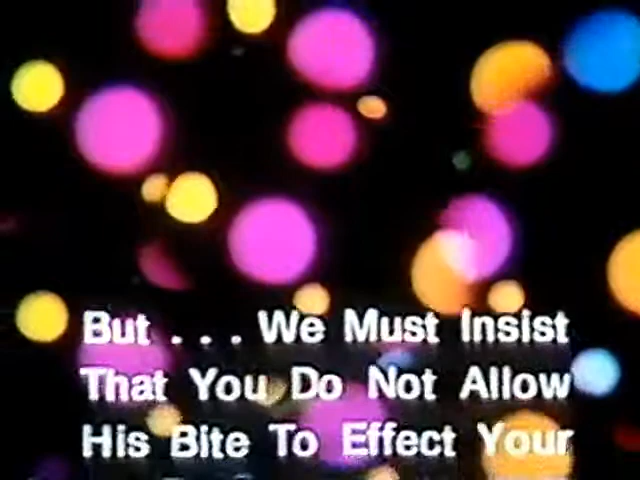 But . . . We Must Insist
That You Do Not Allow
His Bite To Effect Your